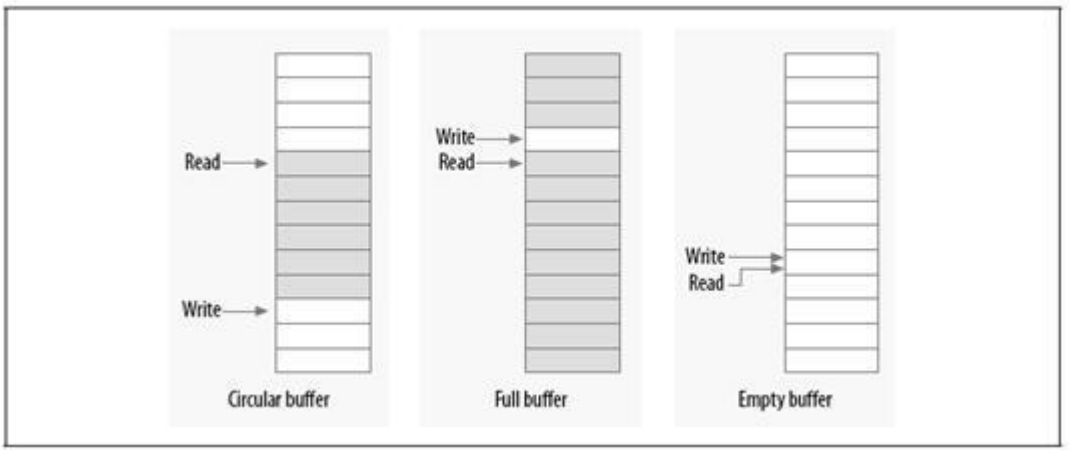 Read
Write
Circular buffer
Write
Read
Full buffer
Write
Read
Empty buffer